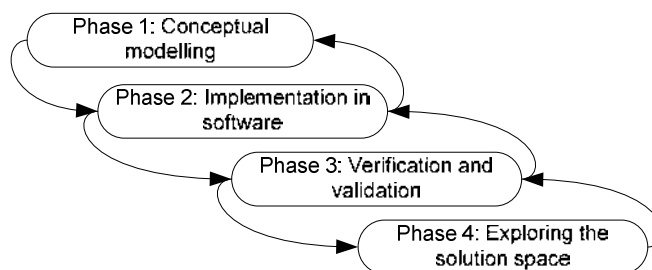 Phase 1: Conceptual
modelling
Phase 2: Implementation in
software
Phase 3: Verification and
validation
Phase 4: Exploring the
solution space